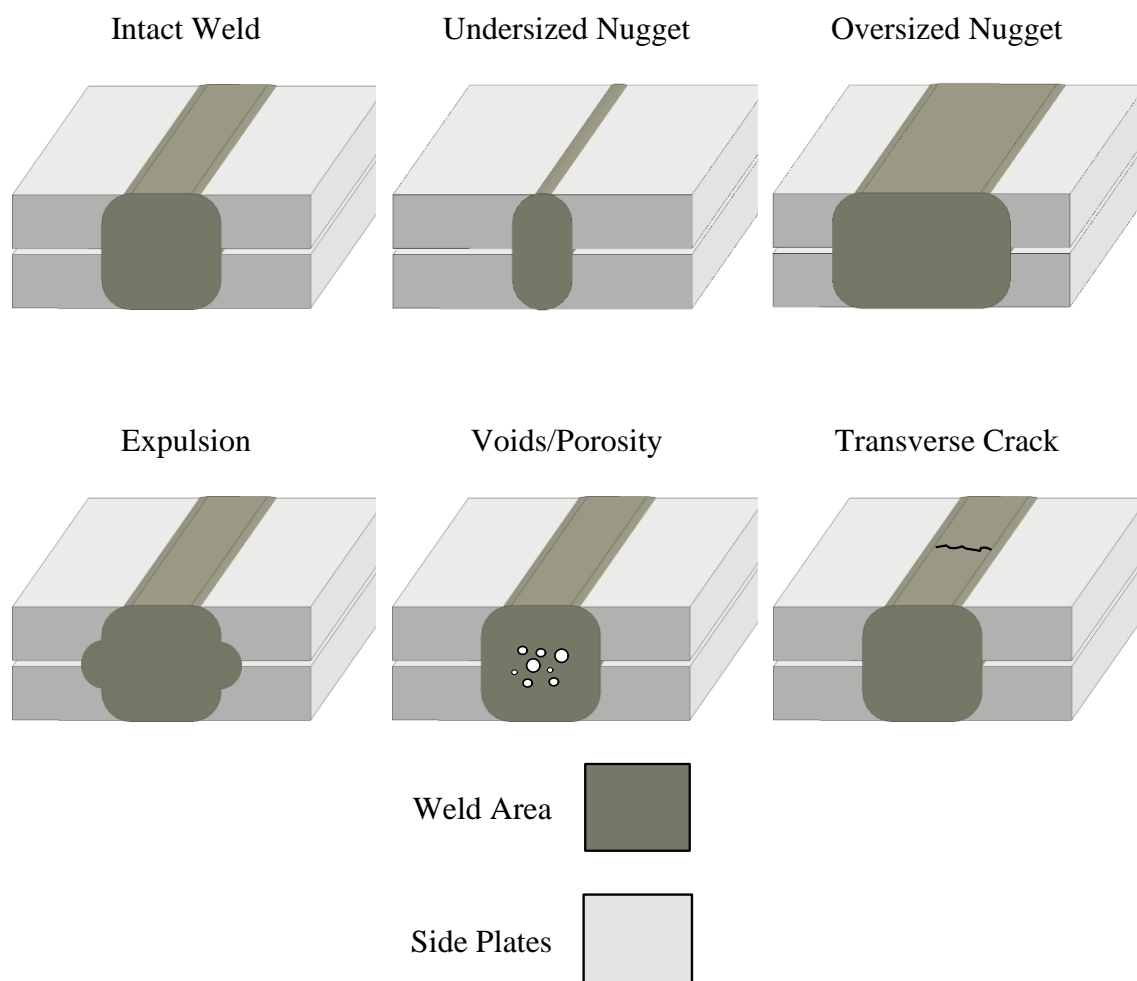 Intact Weld
Undersized Nugget
Oversized Nugget
Expulsion
Voids/Porosity
Transverse Crack
Weld Area
Side Plates